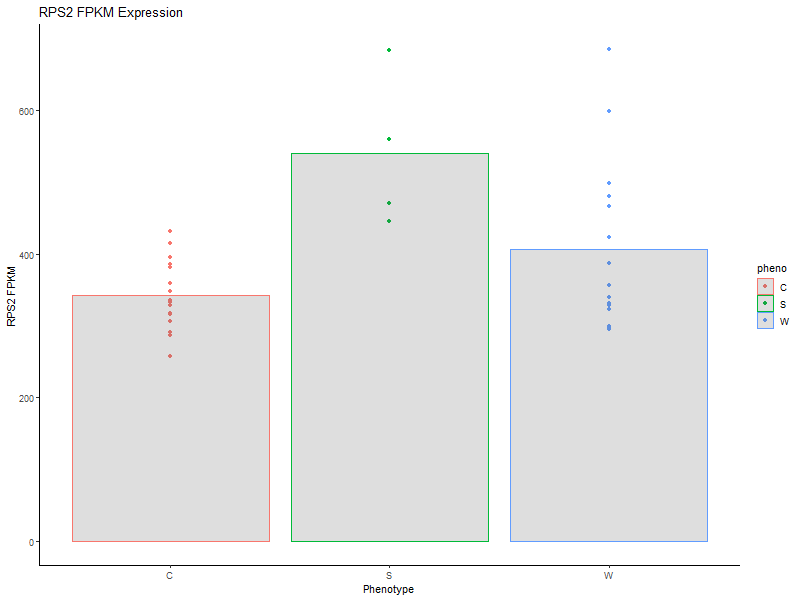 RPS2 FPKM Expression
RPS2 FPKM
600
400
200
0
C
S
W
Phenotype
pheno
C
S
W